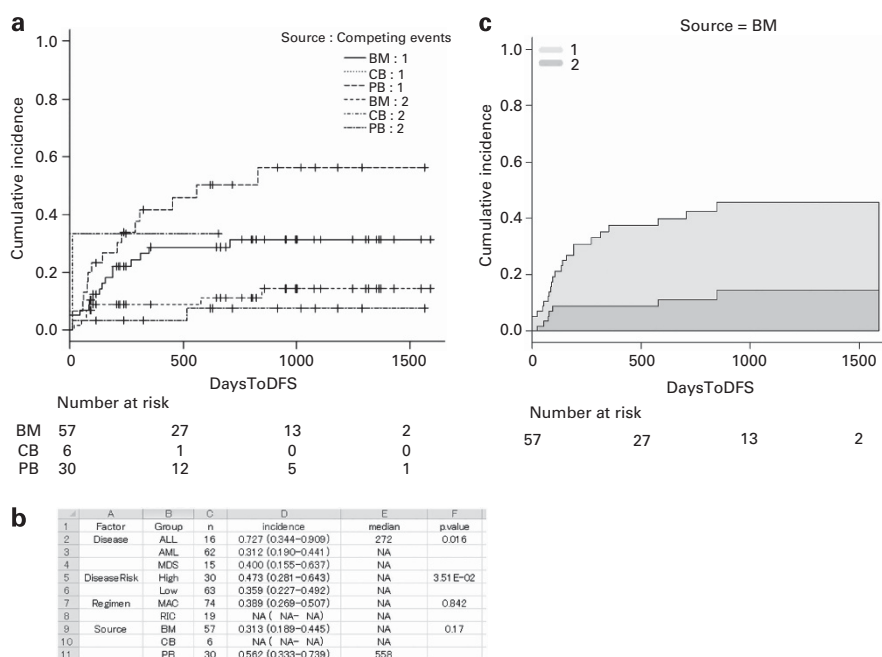 a
Source : Competing events
BM : 1
CB : 1
PB : 1
BM : 2
CB : 2
PB : 2
Cumulative incidence
1.0
0.8
0.6
0.4
0.2
0.0
0 500 1000 1500
DaysToDFS
Number at risk
BM 57 27 13 2
CB 6 1 0 0
PB 30 12 5 1
c
Source = BM
1
2
Cumulative incidence
1.0
0.8
0.6
0.4
0.2
0.0
0 500 1000 1500
DaysToDFS
Number at risk
57 27 13 2
b
A B C D E F
1 Factor Group n incidence median p.value
2 Disease ALL 16 0.727 (0.344-0.909) 272 0.016
3 AML 62 0.312 (0.190-0.441) NA
4 MDS 15 0.400 (0.155-0.637) NA
5 DiseaseRisk High 30 0.473 (0.281-0.643) NA 3.51E-02
6 Low 63 0.359 (0.227-0.492) NA
7 Regimen MAC 74 0.389 (0.269-0.507) NA 0.842
8 RIC 19 NA ( NA- NA) NA
9 Source BM 57 0.313 (0.189-0.445) NA 0.17
10 CB 6 NA ( NA- NA) NA
11 PB 30 0.562 (0.333-0.739) 558